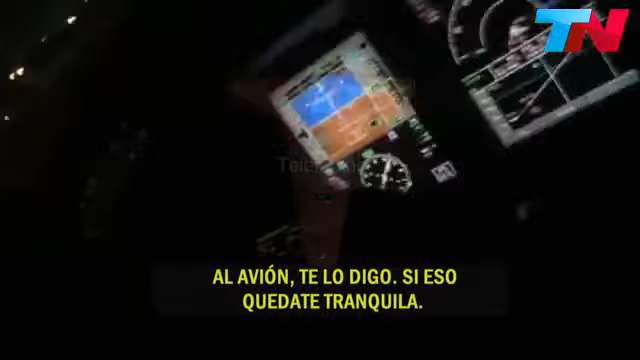 TN
AL AVIÓN, TE LO DIGO. SI ESO
QUEDATE TRANQUILA.